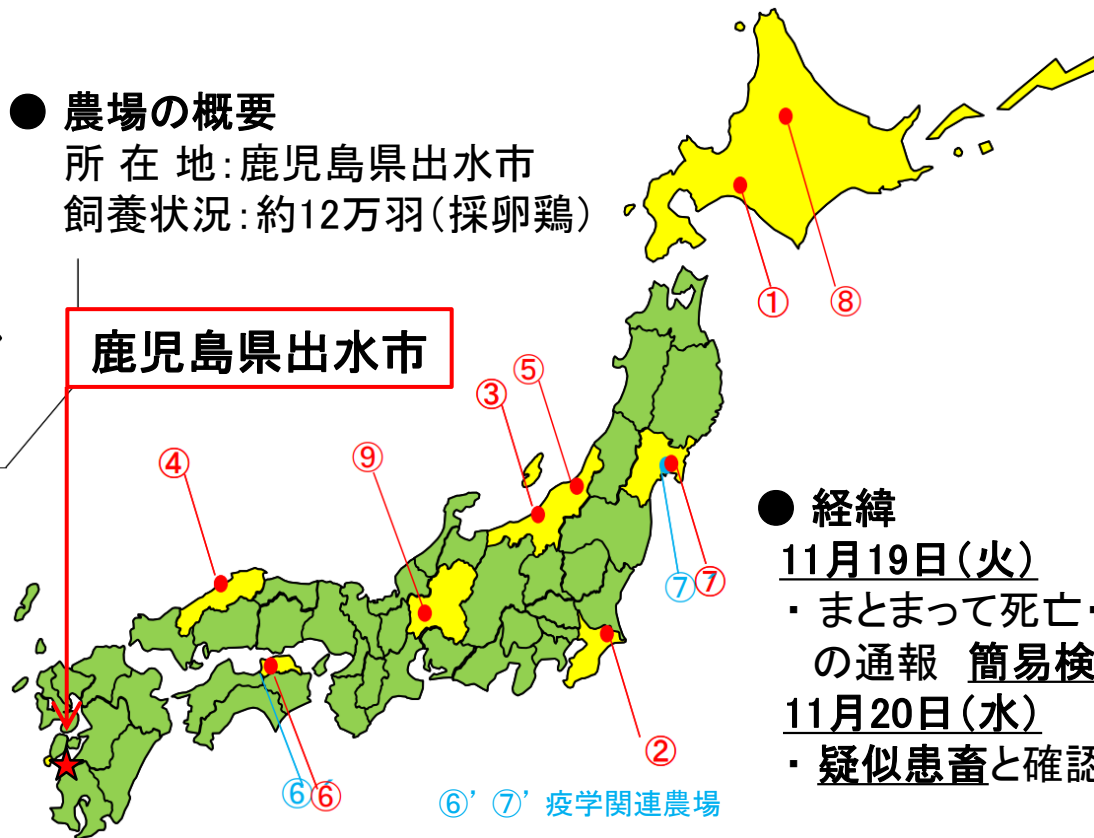 ● 農場の概要
所 在 地：鹿児島県出水市
飼養状況：約12万羽（採卵鶏）
鹿児島県出水市
①
⑧
⑤
③
④
⑨
⑦
⑦
②
⑥
⑥
⑥’ ⑦’ 疫学関連農場
● 経緯
11月19日（火）
・ まとまって死亡・
の通報 簡易検
11月20日（水）
・ 疑似患畜と確認